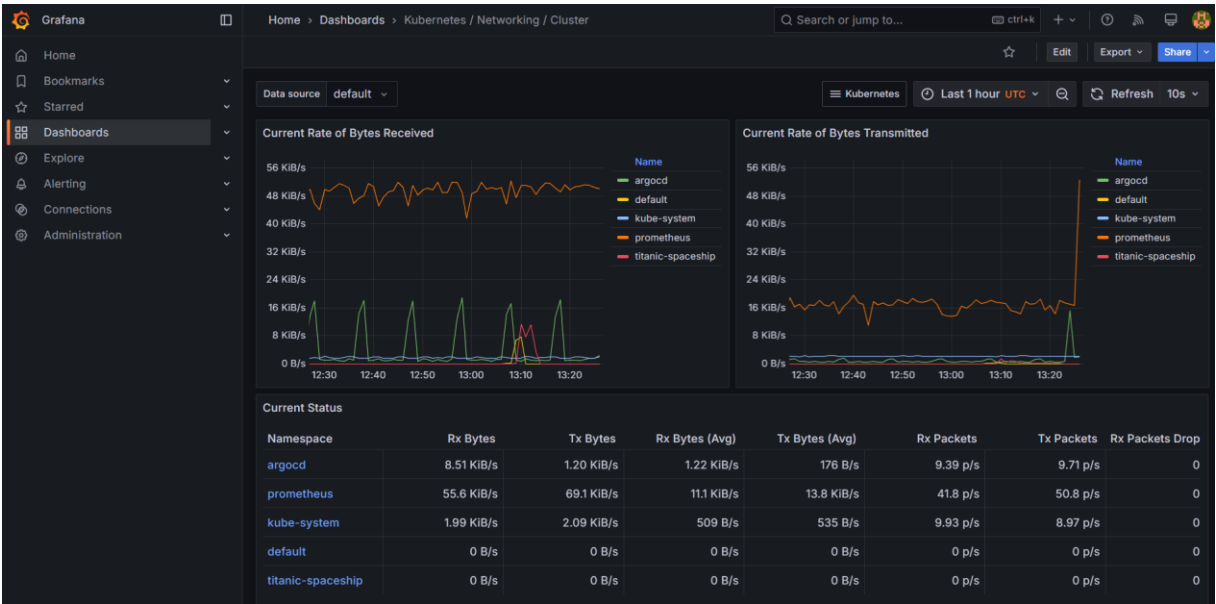 Grafana
Home › Dashboards › Kubernetes / Networking / Cluster
Search or jump to...
ctrl+k
Edit
Export
Share
Home
Bookmarks
Starred
Dashboards
Explore
Alerting
Connections
Administration
Data source default
Kubernetes
Last 1 hour UTC
Refresh 10s
Current Rate of Bytes Received
56 KiB/s
48 KiB/s
40 KiB/s
32 KiB/s
24 KiB/s
16 KiB/s
8 KiB/s
0 B/s
12:30 12:40 12:50 13:00 13:10 13:20
Name
argocd
default
kube-system
prometheus
titanic-spaceship
Current Rate of Bytes Transmitted
56 KiB/s
48 KiB/s
40 KiB/s
32 KiB/s
24 KiB/s
16 KiB/s
8 KiB/s
0 B/s
12:30 12:40 12:50 13:00 13:10 13:20
Name
argocd
default
kube-system
prometheus
titanic-spaceship
Current Status
Namespace Rx Bytes Tx Bytes Rx Bytes (Avg) Tx Bytes (Avg) Rx Packets Tx Packets Rx Packets Drop
argocd 8.51 KiB/s 1.20 KiB/s 1.22 KiB/s 176 B/s 9.39 p/s 9.71 p/s 0
prometheus 55.6 KiB/s 69.1 KiB/s 11.1 KiB/s 13.8 KiB/s 41.8 p/s 50.8 p/s 0
kube-system 1.99 KiB/s 2.09 KiB/s 509 B/s 535 B/s 9.93 p/s 8.97 p/s 0
default 0 B/s 0 B/s 0 B/s 0 B/s 0 p/s 0 p/s 0
titanic-spaceship 0 B/s 0 B/s 0 B/s 0 B/s 0 p/s 0 p/s 0